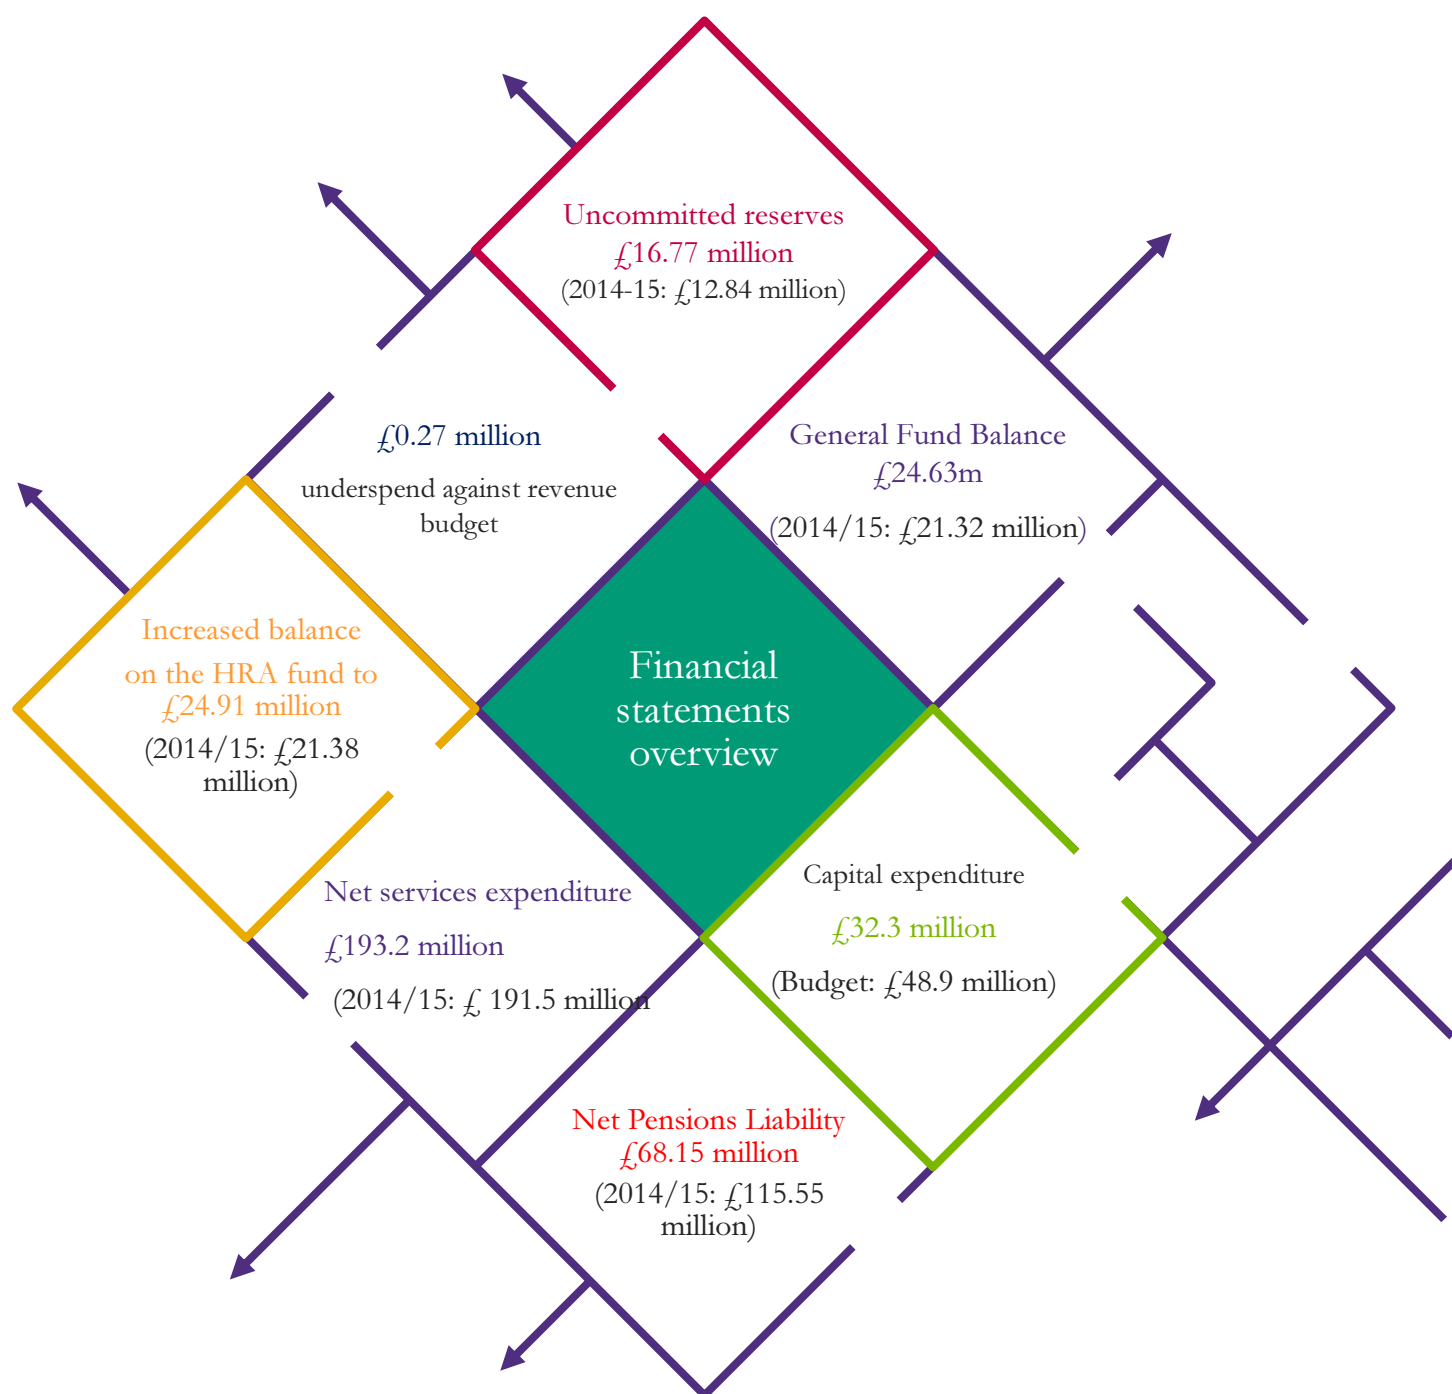 Uncommitted reserves
£16.77 million
(2014-15: £12.84 million)
£0.27 million
underspend against revenue
budget
General Fund Balance
£24.63m
(2014/15: £21.32 million)
Increased balance
on the HRA fund to
£24.91 million
(2014/15: £21.38
million)
Financial
statements
overview
Net services expenditure
£193.2 million
(2014/15: £ 191.5 million
Capital expenditure
£32.3 million
(Budget: £48.9 million)
Net Pensions Liability
£68.15 million
(2014/15: £115.55
million)